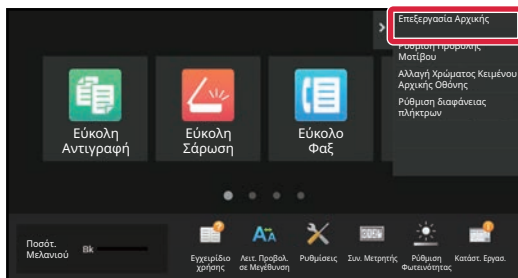 Επεξεργασία Αρχικής
Ρύθμιση Προβολής
Μοτίβου
Αλλαγή Χρώματος Κειμένου
Αρχικής Οθόνης
Ρύθμιση διαφάνειας
πλήκτρων
Εύκολη
Αντιγραφή
Εύκολη
Σάρωση
Εύκολο
Φαξ
Ποσότ.
Μελανιού
Bk
Εγχειρίδιο
χρήσης
Λειτ. Προβολ.
σε Μεγέθυνση
Ρυθμίσεις
Συν. Μετρητής
Ρύθμιση
Φωτεινότητας
Κατάστ. Εργασ.